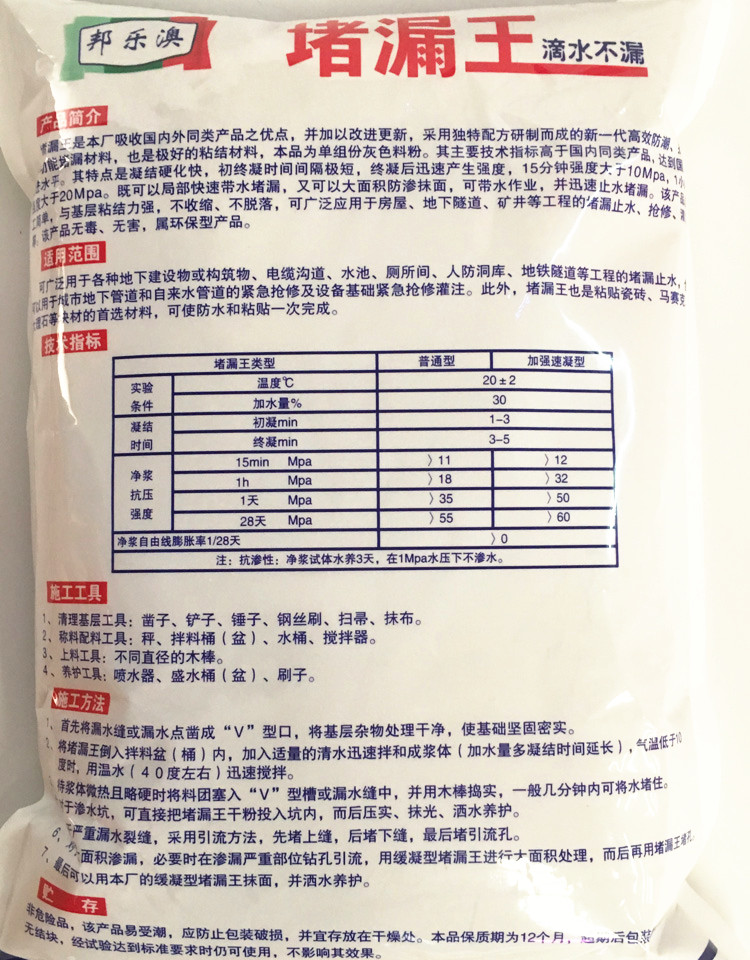 邦乐澳
堵漏王 滴水不漏
产品简介
堵漏王是本厂吸收国内外同类产品之优点，并加以改进更新，采用独特配方研制而成的新一代高效防潮、
功能堵漏材料，也是极好的粘结材料，本品为单组份灰色料粉。其主要技术指标高于国内同类产品，达到国
水平。其特点是凝结硬化快，初终凝时间间隔极短，终凝后迅速产生强度，15分钟强度大于10Mpa，1小
大于20Mpa。既可以局部快速带水堵漏，又可以大面积防渗抹面，可带水作业，并迅速止水堵漏。该产品
简单，与基层粘结力强，不收缩、不脱落，可广泛应用于房屋、地下隧道、矿井等工程的堵漏止水、抢修、
该产品无毒、无害，属环保型产品。
适用范围
可广泛用于各种地下建设物或构筑物、电缆沟道、水池、厕所间、人防洞库、地铁隧道等工程的堵漏止水，
可以用于城市地下管道和自来水管道的紧急抢修及设备基础紧急抢修灌注。此外，堵漏王也是粘贴瓷砖、马赛克
石等块材的首选材料，可使防水和粘贴一次完成。
技术指标
堵漏王类型 普通型 加强速凝型
实验条件 温度℃ 20±2
加水量% 30
凝结时间 初凝min 1-3
终凝min 3-5
净浆抗压强度 15min Mpa 〉11 〉12
1h Mpa 〉18 〉32
1天 Mpa 〉35 〉50
28天 Mpa 〉55 〉60
净浆自由线膨胀率1/28天 〉0
注：抗渗性：净浆试体水养3天，在1Mpa水压下不渗水。
施工工具
1、清理基层工具：凿子、铲子、锤子、钢丝刷、扫帚、抹布。
2、称料配料工具：秤、拌料桶（盆）、水桶、搅拌器。
3、上料工具：不同直径的木棒。
4、养护工具：喷水器、盛水桶（盆）、刷子。
施工方法
1、首先将漏水缝或漏水点凿成“V”型口，将基层杂物处理干净，使基础坚固密实。
2、将堵漏王倒入拌料盆（桶）内，加入适量的清水迅速拌和成浆体（加水量多凝结时间延长），气温低于10
度时，用温水（40度左右）迅速搅拌。
待浆体微热且略硬时将料团塞入“V”型槽或漏水缝中，并用木棒捣实，一般几分钟内可将水堵住。
对于渗水坑，可直接把堵漏王干粉投入坑内，而后压实、抹光、洒水养护。
严重漏水裂缝，采用引流方法，先堵上缝，后堵下缝，最后堵引流孔。
6、对大面积渗漏，必要时在渗漏严重部位钻孔引流，用缓凝型堵漏王进行大面积处理，而后再用堵漏王堵孔。
7、最后可以用本厂的缓凝型堵漏王抹面，并洒水养护。
贮存
非危险品，该产品易受潮，应防止包装破损，并宜存放在干燥处。本品保质期为12个月，超期后包装
无结块，经试验达到标准要求时仍可使用，不影响其效果。